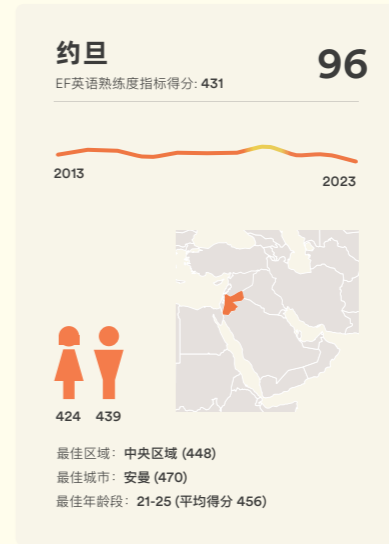 约旦
96
EF英语熟练度指标得分: 431
2013
2023
424 439
最佳区域：中央区域 (448)
最佳城市：安曼 (470)
最佳年龄段：21-25 (平均得分 456)